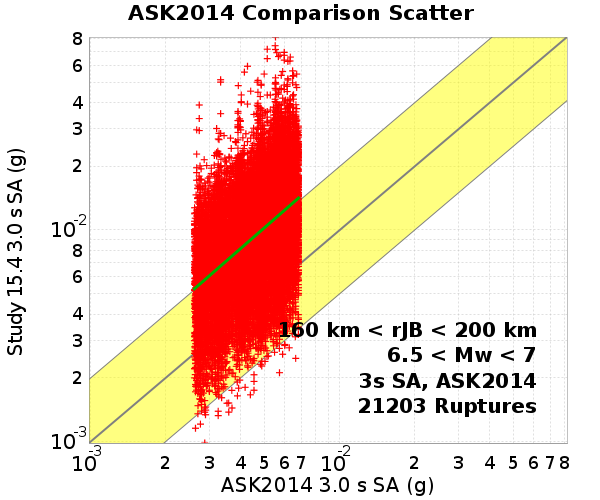 ASK2014 Comparison Scatter
Study 15.4 3.0 s SA (g)
8
6
4
3
2
10-2
8
6
4
3
2
10-3
160 km < rJB < 200 km
6.5 < Mw < 7
3s SA, ASK2014
21203 Ruptures
10-3 2 3 4 5 6 7 10-2 2 3 4 5 6 7 8
ASK2014 3.0 s SA (g)